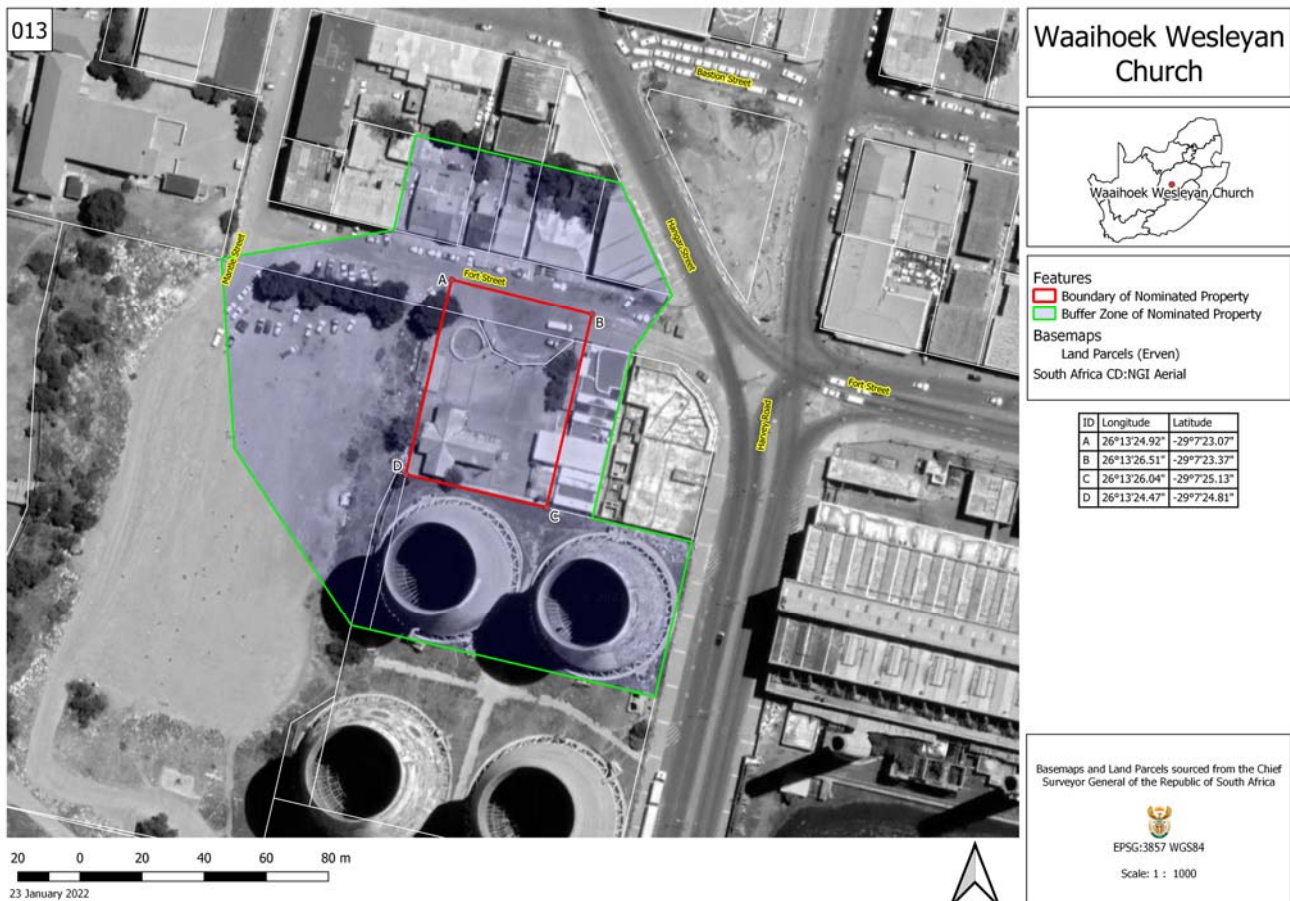 013
Waaihoek Wesleyan
Church
Bastion Street
Waaihoek Wesleyan Church
Mantle Street
Hangar Street
Fort Street
A
B
Features
Boundary of Nominated Property
Buffer Zone of Nominated Property
Basemaps
Land Parcels (Erven)
South Africa CD:NGI Aerial
Fort Street
Harvey Road
D
C
ID Longitude Latitude
A 26°13'24.92" -29°7'23.07"
B 26°13'26.51" -29°7'23.37"
C 26°13'26.04" -29°7'25.13"
D 26°13'24.47" -29°7'24.81"
Basemaps and Land Parcels sourced from the Chief
Surveyor General of the Republic of South Africa
EPSG:3857 WGS84
Scale: 1 : 1000
20 0 20 40 60 80 m
23 January 2022